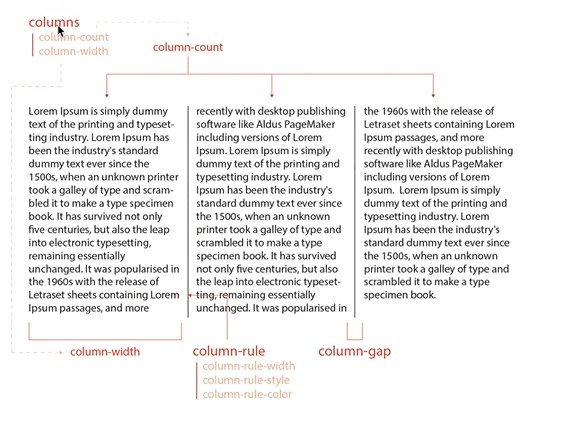 columns
column-count
column-width
column-count
Lorem Ipsum is simply dummy
text of the printing and typeset-
ting industry. Lorem Ipsum has
been the industry's standard
dummy text ever since the
1500s, when an unknown printer
took a galley of type and scram-
bled it to make a type specimen
book. It has survived not only
five centuries, but also the leap
into electronic typesetting,
remaining essentially
unchanged. It was popularised in
the 1960s with the release of
Letraset sheets containing Lorem
Ipsum passages, and more
recently with desktop publishing
software like Aldus PageMaker
including versions of Lorem
Ipsum. Lorem Ipsum is simply
dummy text of the printing and
typesetting industry. Lorem
Ipsum has been the industry's
standard dummy text ever since
the 1500s, when an unknown
printer took a galley of type and
scrambled it to make a type
specimen book. It has survived
not only five centuries, but also
the leap into electronic typeset-
ting, remaining essentially
unchanged. It was popularised in
the 1960s with the release of
Letraset sheets containing Lorem
Ipsum passages, and more
recently with desktop publishing
software like Aldus PageMaker
including versions of Lorem
Ipsum.  Lorem Ipsum is simply
dummy text of the printing and
typesetting industry. Lorem
Ipsum has been the industry's
standard dummy text ever since
the 1500s, when an unknown
printer took a galley of type and
scrambled it to make a type
specimen book.
column-width
column-rule
column-rule-width
column-rule-style
column-rule-color
column-gap